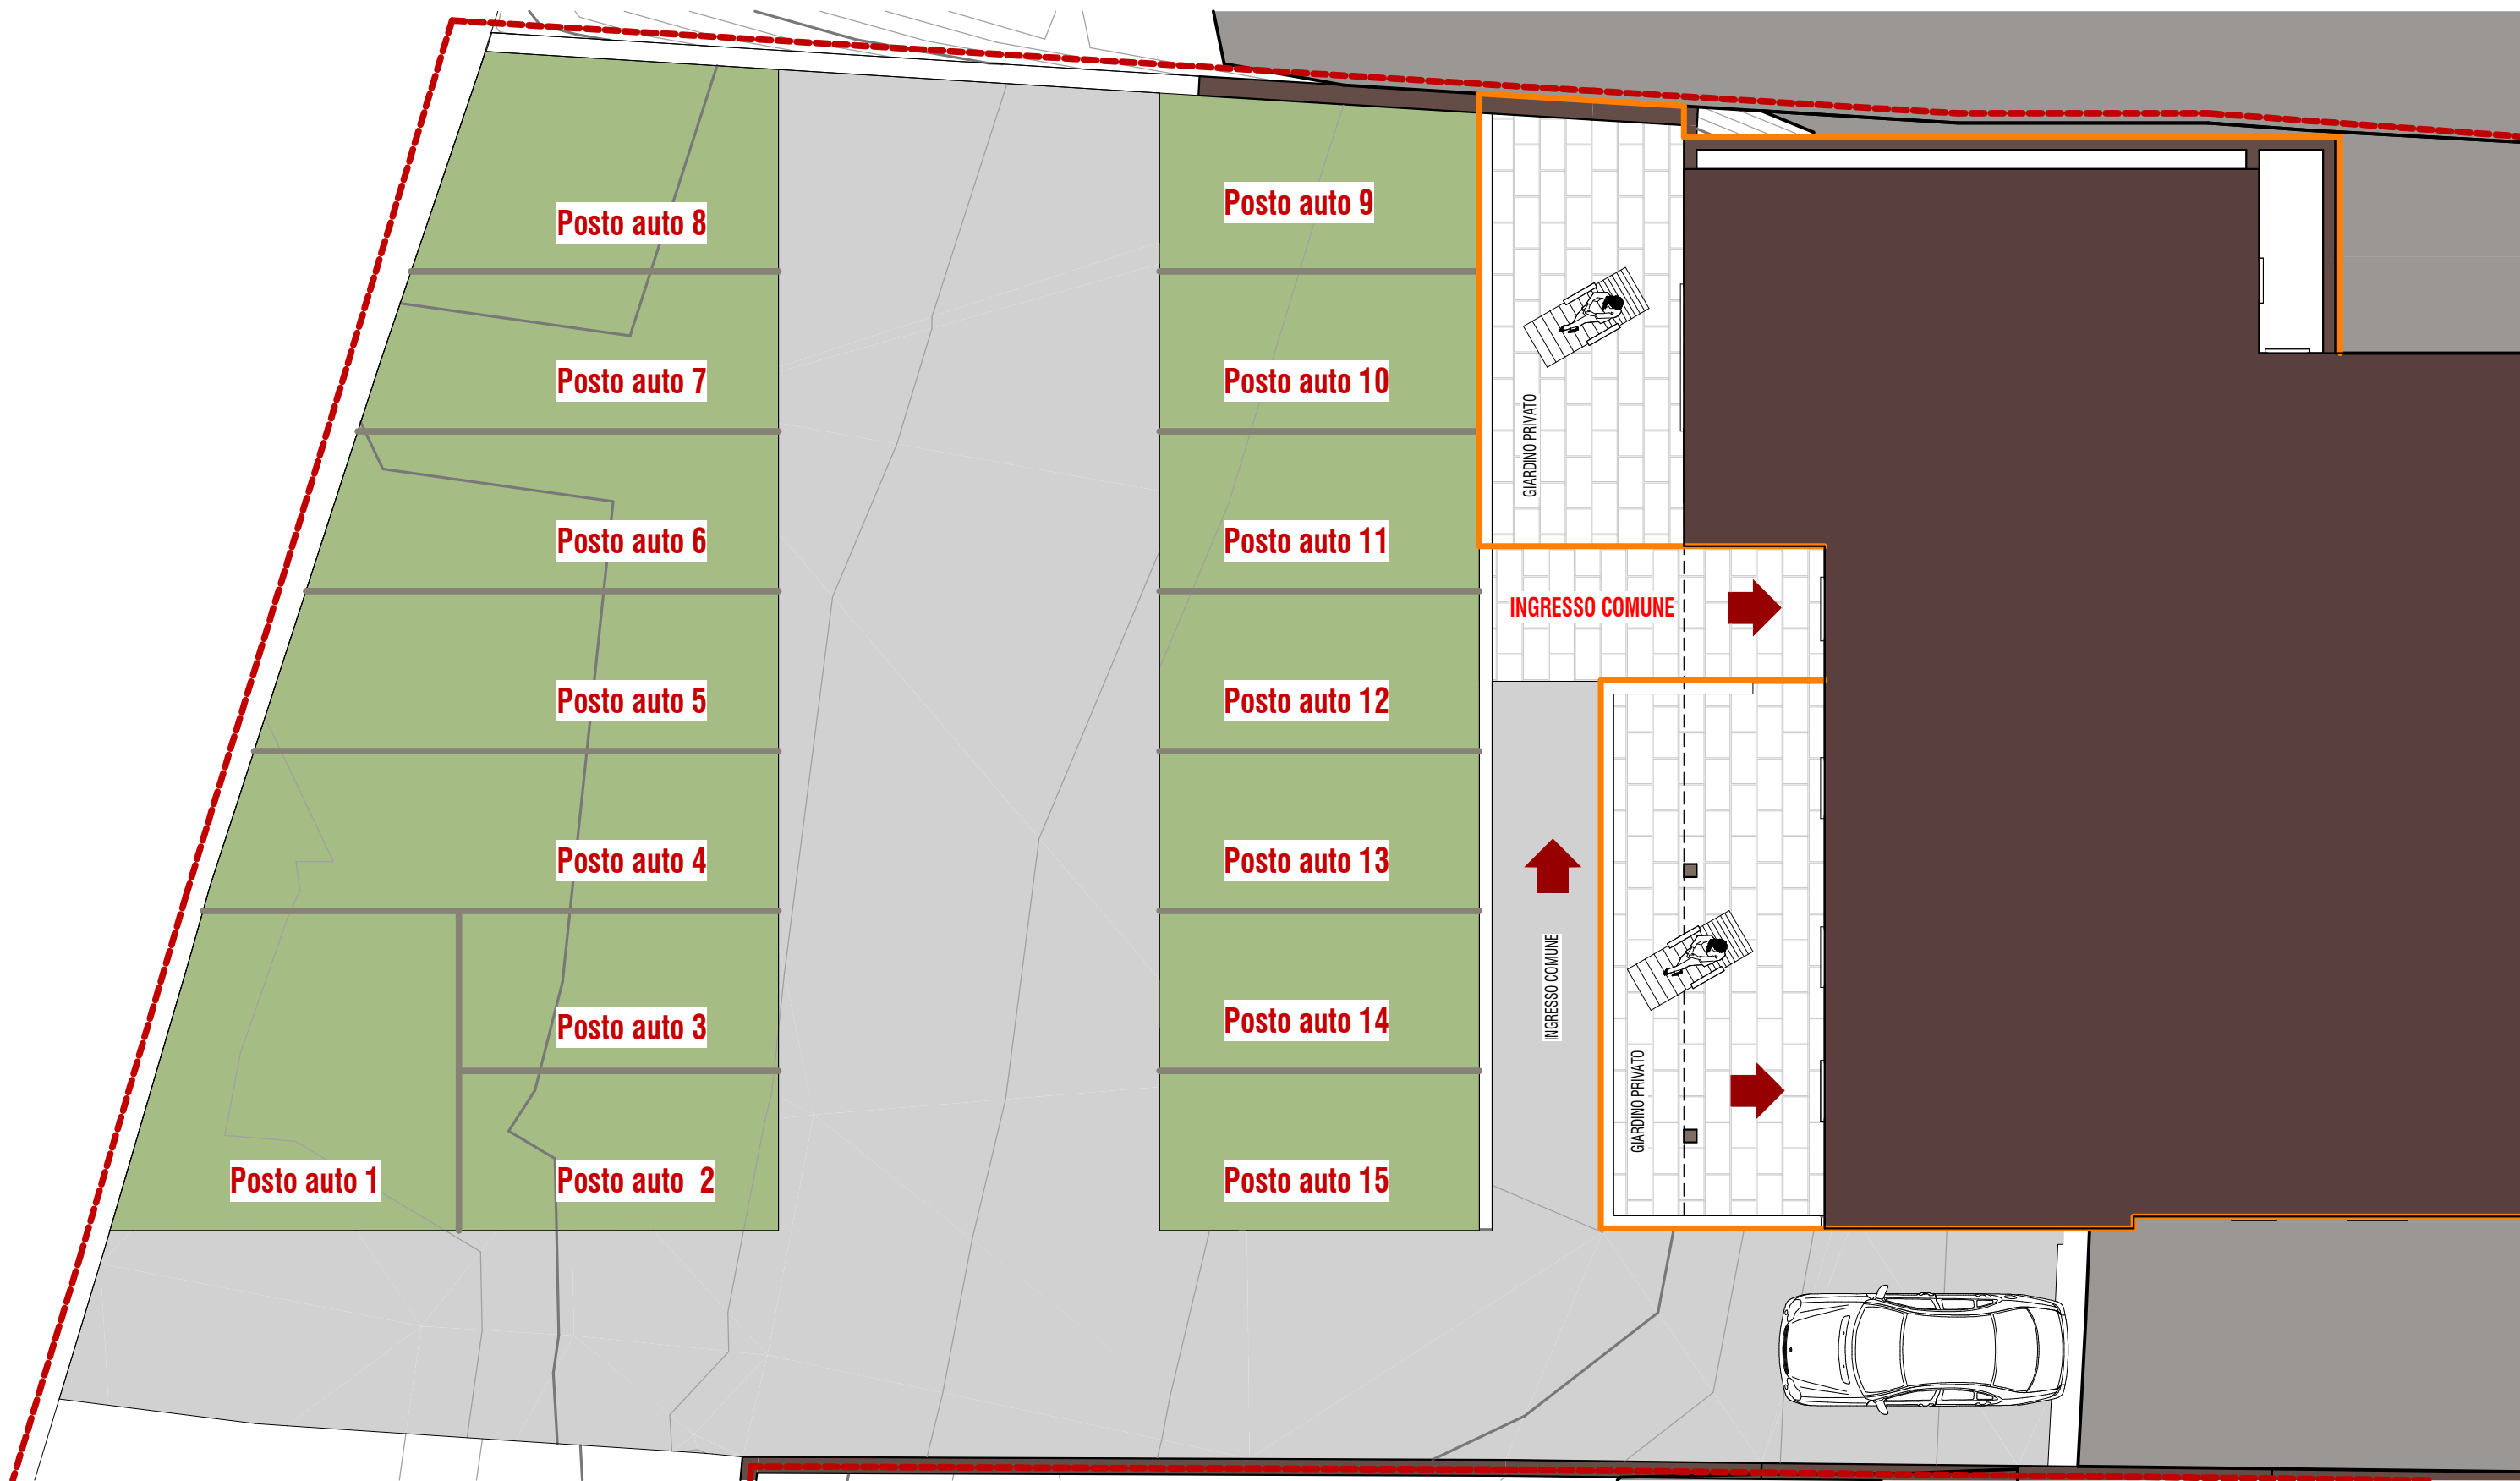 Posto auto 8
Posto auto 7
Posto auto 6
Posto auto 5
Posto auto 4
Posto auto 3
Posto auto 1
Posto auto  2
Posto auto 9
Posto auto 10
Posto auto 11
Posto auto 12
Posto auto 13
Posto auto 14
Posto auto 15
GIARDINO PRIVATO
INGRESSO COMUNE
INGRESSO COMUNE
GIARDINO PRIVATO